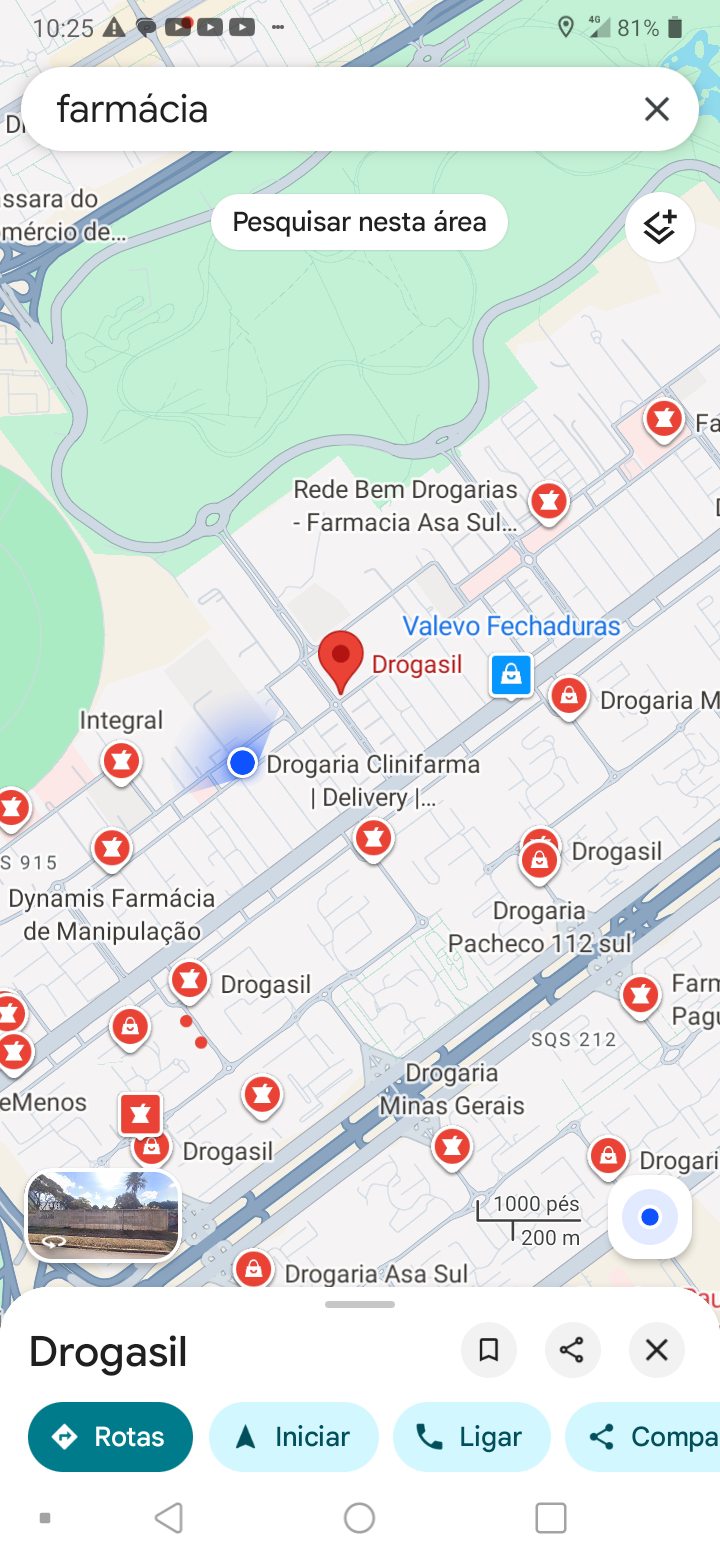 10:25
4G
81%
farmácia
ssara do
mércio de...
Pesquisar nesta área
Fa
Rede Bem Drogarias
- Farmacia Asa Sul...
Valevo Fechaduras
Drogasil
Drogaria M
Integral
Drogaria Clinifarma
| Delivery |...
S 915
Drogasil
Dynamis Farmácia
de Manipulação
Drogaria
Pacheco 112 sul
Drogasil
Farm
Pagu
SQS 212
Drogaria
Minas Gerais
eMenos
Drogasil
Drogari
1000 pés
200 m
Drogaria Asa Sul
Drogasil
Rotas
Iniciar
Ligar
Compa